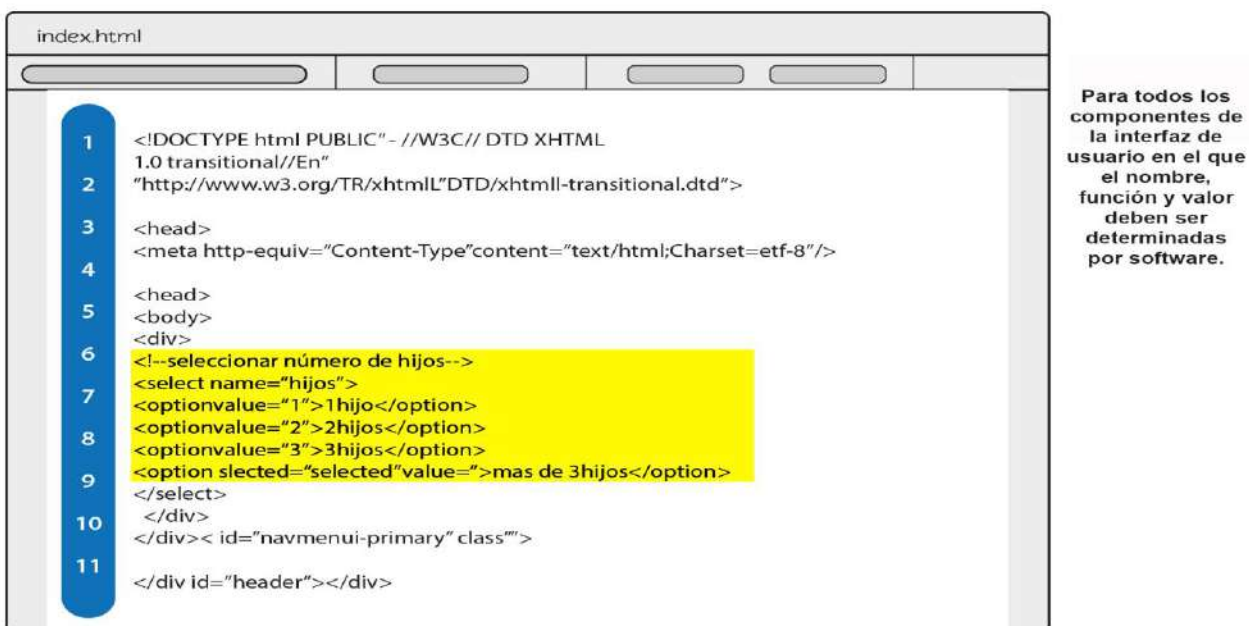 index.html
1
2
3
4
5
6
7
8
9
10
11
<!DOCTYPE html PUBLIC"- //W3C// DTD XHTML
1.0 transitional//En"
"http://www.w3.org/TR/xhtmlL"DTD/xhtmll-transitional.dtd">
<head>
<meta http-equiv="Content-Type"content="text/html;Charset=etf-8"/>
<head>
<body>
<div>
<!--seleccionar número de hijos-->
<select name="hijos">
<optionvalue="1">1hijo</option>
<optionvalue="2">2hijos</option>
<optionvalue="3">3hijos</option>
<option slected="selected"value=">mas de 3hijos</option>
</select>
</div>
</div>< id="navmenui-primary" class"">
</div id="header"></div>
Para todos los
componentes de
la interfaz de
usuario en el que
el nombre,
función y valor
deben ser
determinadas
por software.